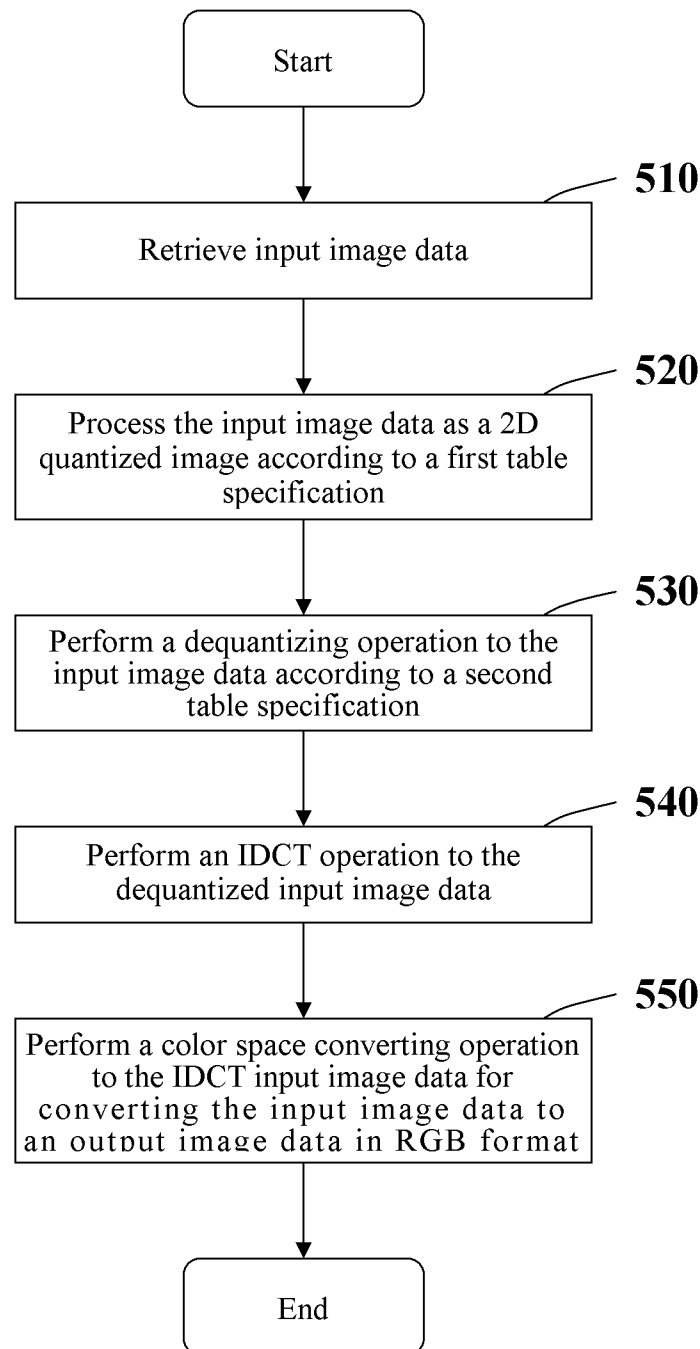 Start
510
Retrieve input image data
520
Process the input image data as a 2D
quantized image according to a first table
specification
530
Perform a dequantizing operation to the
input image data according to a second
table specification
540
Perform an IDCT operation to the
dequantized input image data
550
Perform a color space converting operation
to the IDCT input image data for
converting the input image data to
an output image data in RGB format
End